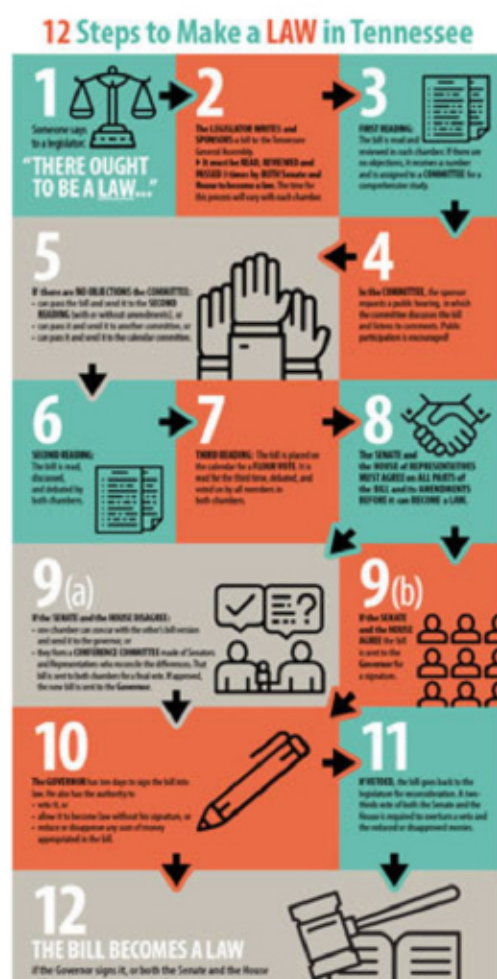 12 Steps to Make a LAW in Tennessee
1
Someone says
to a legislator:
"THERE OUGHT
TO BE A LAW..."
2
The LEGISLATOR WRITES and
SPONSORS a bill to the Tennessee
General Assembly.
It must be READ, REVIEWED and
PASSED 3 times by BOTH Senate and
House to become a law. The time for
this process will vary with each chamber.
3
FIRST READING:
The bill is read and
reviewed in each chamber. If there are
no objections, it receives a number
and is assigned to a COMMITTEE for a
comprehensive study.
4
In the COMMITTEE, the sponsor
requests a public hearing, in which
the committee discusses the bill
and listens to comments. Public
participation is encouraged!
5
If there are NO OBJECTIONS the COMMITTEE:
• can pass the bill and send it to the SECOND
READING (with or without amendments), or
• can pass it and send it to another committee, or
• can pass it and send it to the calendar committee.
6
SECOND READING:
The bill is read,
discussed,
and debated by
both chambers.
7
THIRD READING: The bill is placed on
the calendar for a FLOOR VOTE. It is
read for the third time, debated, and
voted on by all members in
both chambers.
8
The SENATE and
the HOUSE of REPRESENTATIVES
MUST AGREE on ALL PARTS of
the BILL and its AMENDMENTS
BEFORE it can BECOME A LAW.
9(a)
If the SENATE and the HOUSE DISAGREE:
• one chamber can concur with the other's bill version
and send it to the governor, or
• they form a CONFERENCE COMMITTEE made of Senators
and Representatives who reconcile the differences. That
bill is sent to both chambers for a final vote. If approved,
the new bill is sent to the Governor.
9(b)
If the SENATE
and the HOUSE
AGREE the bill
is sent to the
Governor for
a signature.
10
The GOVERNOR has ten days to sign the bill into
law. He also has the authority to
• veto it, or
• allow it to become law without his signature, or
• reduce or disapprove any sum of money
appropriated in the bill.
11
If VETOED, the bill goes back to the
legislature for reconsideration. A two-
thirds vote of both the Senate and the
House is required to overturn a veto and
the reduced or disapproved monies.
12
THE BILL BECOMES A LAW
if the Governor signs it, or both the Senate and the House